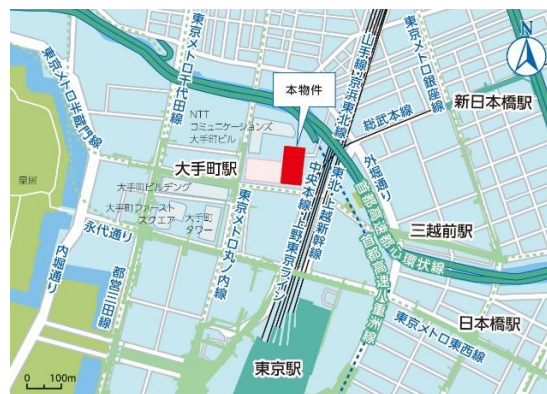 N
本物件
山手線・京浜東北線
東京メトロ銀座線
新日本橋駅
総武本線
東京メトロ千代田線
東京メトロ半蔵門線
NTT
コミュニケーションズ
大手町ビル
大手町駅
外堀通り
皇居
大手町ビルヂング
大手町ファースト
スクエア
大手町
タワー
東京メトロ丸ノ内線
中央本線・上野東京ライン
東北・上越新幹線
首都高速都心環状線
三越前駅
永代通り
内堀通り
都営三田線
首都高速八重洲線
日本橋駅
東京メトロ東西線
東京駅
0 100m